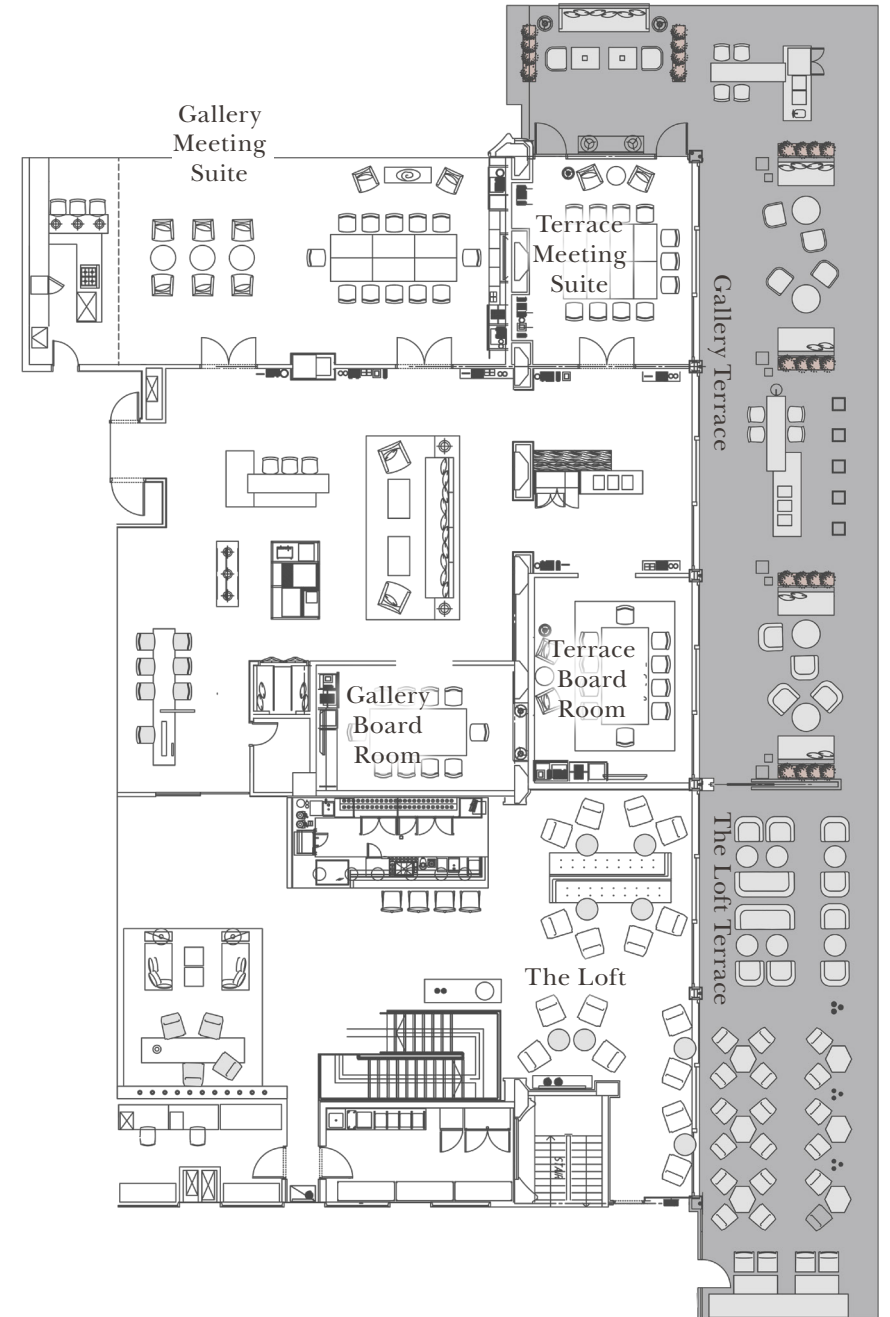 Gallery
Meeting
Suite
Terrace
Meeting
Suite
Gallery Terrace
Gallery
Board
Room
Terrace
Board
Room
The Loft Terrace
The Loft
STAIR